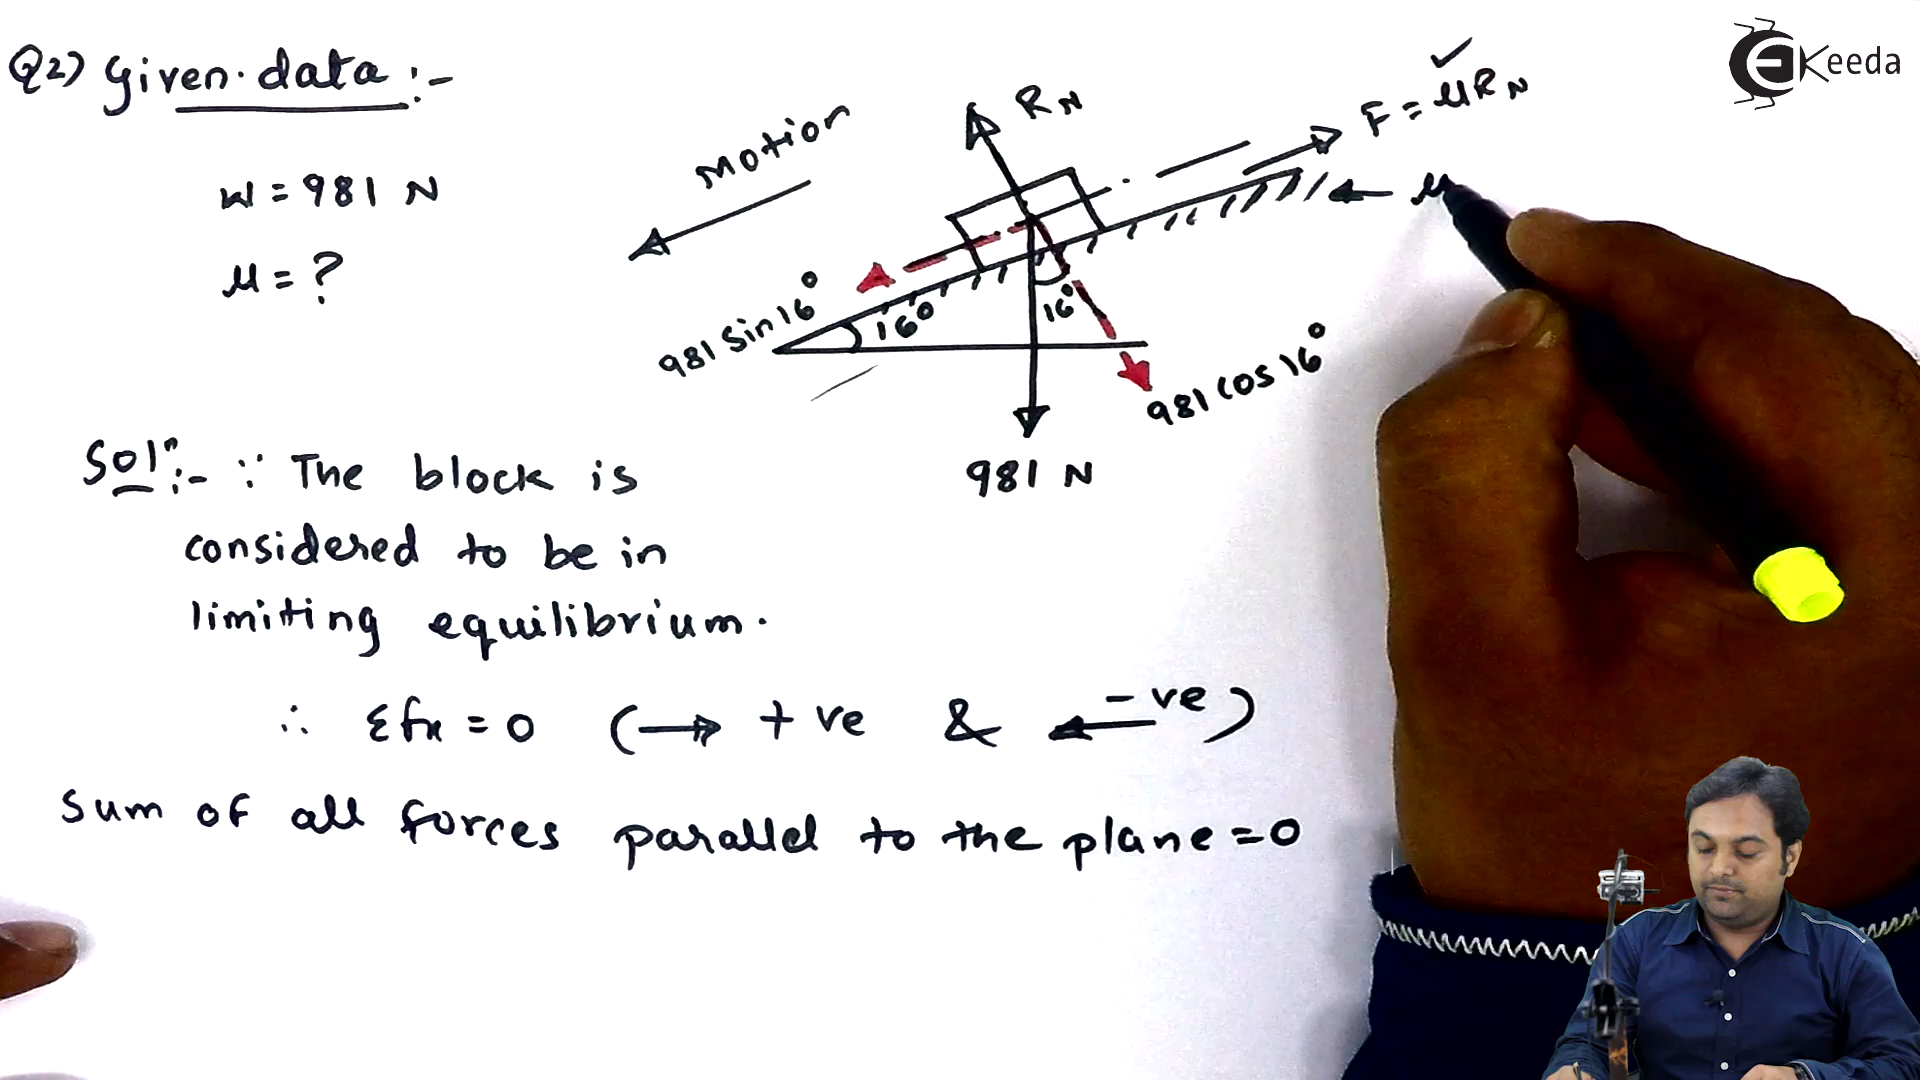 Q2) Given data :-
W = 981 N
μ = ?
Motion
RN
F = μRN
μ
981 sin 16°
16°
16°
981 cos 16°
981 N
Solⁿ :- ∵ The block is
considered to be in
limiting equilibrium.
∴ Σfx = 0 (→ +ve & ← -ve)
Sum of all forces parallel to the plane = 0
EKeeda